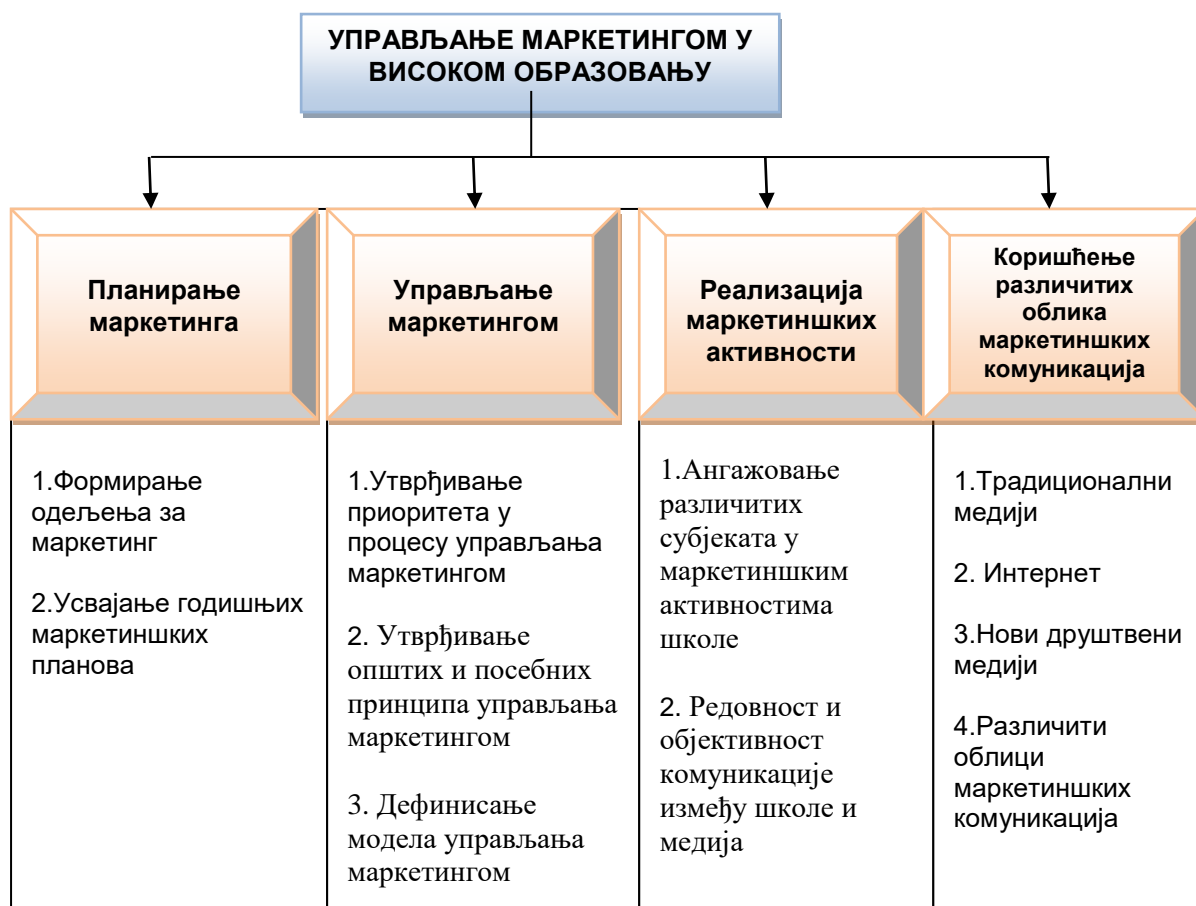 УПРАВЉАЊЕ МАРКЕТИНГОМ У
ВИСОКОМ ОБРАЗОВАЊУ
Планирање
маркетинга
Управљање
маркетингом
Реализација
маркетиншких
активности
Коришћење
различитих
облика
маркетиншких
комуникација
1.Формирање
одељења за
маркетинг
2.Усвајање годишњих
маркетиншких
планова
1.Утврђивање
приоритета у
процесу управљања
маркетингом
2. Утврђивање
општих и посебних
принципа управљања
маркетингом
3. Дефинисање
модела управљања
маркетингом
1.Ангажовање
различитих
субјеката у
маркетиншким
активностима
школе
2. Редовност и
објективност
комуникације
између школе и
медија
1.Традиционални
медији
2. Интернет
3.Нови друштвени
медији
4.Различити
облици
маркетиншких
комуникација